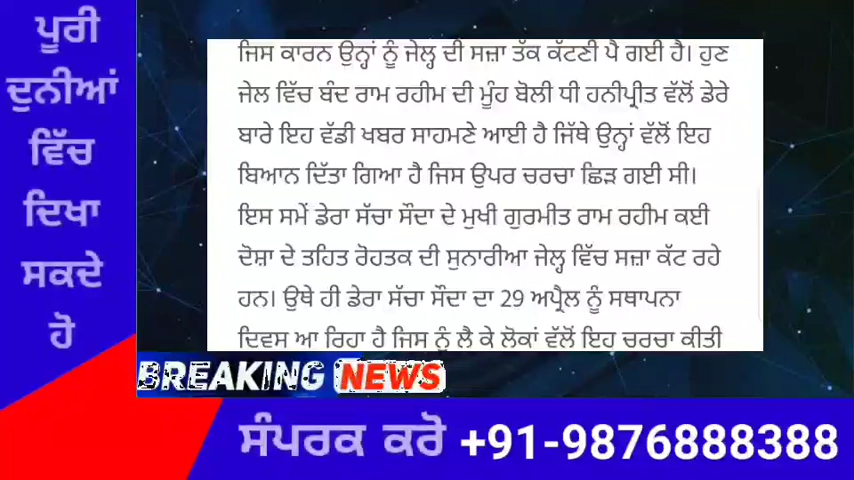 ਪੂਰੀ
ਦੁਨੀਆਂ
ਵਿੱਚ
ਦਿਖਾ
ਸਕਦੇ
ਹੋ
ਜਿਸ ਕਾਰਨ ਉਨ੍ਹਾਂ ਨੂੰ ਜੇਲ੍ਹ ਦੀ ਸਜ਼ਾ ਤੱਕ ਕੱਟਣੀ ਪੈ ਗਈ ਹੈ। ਹੁਣ
ਜੇਲ ਵਿੱਚ ਬੰਦ ਰਾਮ ਰਹੀਮ ਦੀ ਮੂੰਹ ਬੋਲੀ ਧੀ ਹਨੀਪ੍ਰੀਤ ਵੱਲੋਂ ਡੇਰੇ
ਬਾਰੇ ਇਹ ਵੱਡੀ ਖਬਰ ਸਾਹਮਣੇ ਆਈ ਹੈ ਜਿੱਥੇ ਉਨ੍ਹਾਂ ਵੱਲੋਂ ਇਹ
ਬਿਆਨ ਦਿੱਤਾ ਗਿਆ ਹੈ ਜਿਸ ਉਪਰ ਚਰਚਾ ਛਿੜ ਗਈ ਸੀ।
ਇਸ ਸਮੇਂ ਡੇਰਾ ਸੱਚਾ ਸੌਦਾ ਦੇ ਮੁਖੀ ਗੁਰਮੀਤ ਰਾਮ ਰਹੀਮ ਕਈ
ਦੋਸ਼ਾ ਦੇ ਤਹਿਤ ਰੋਹਤਕ ਦੀ ਸੁਨਾਰੀਆ ਜੇਲ੍ਹ ਵਿੱਚ ਸਜ਼ਾ ਕੱਟ ਰਹੇ
ਹਨ। ਉਥੇ ਹੀ ਡੇਰਾ ਸੱਚਾ ਸੌਦਾ ਦਾ 29 ਅਪ੍ਰੈਲ ਨੂੰ ਸਥਾਪਨਾ
ਦਿਵਸ ਆ ਰਿਹਾ ਹੈ ਜਿਸ ਨੂੰ ਲੈ ਕੇ ਲੋਕਾਂ ਵੱਲੋਂ ਇਹ ਚਰਚਾ ਕੀਤੀ
BREAKING NEWS
ਸੰਪਰਕ ਕਰੋ +91-9876888388